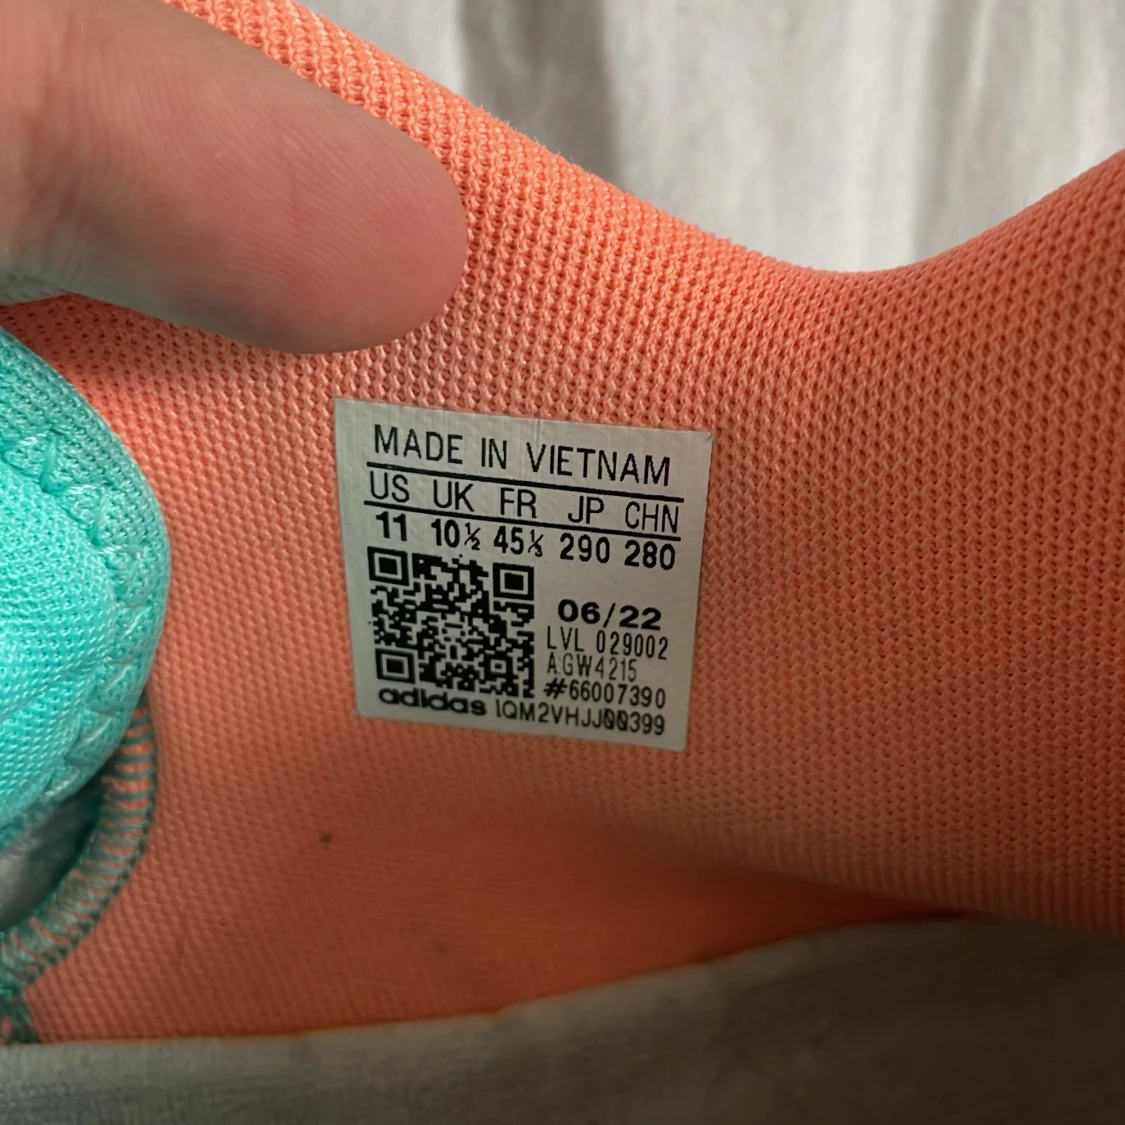 MADE IN VIETNAM
US UK FR JP CHN
11 10½ 45⅓ 290 280
06/22
LVL 029002
AGW4215
#66007390
adidas 1QM2VHJJ00399